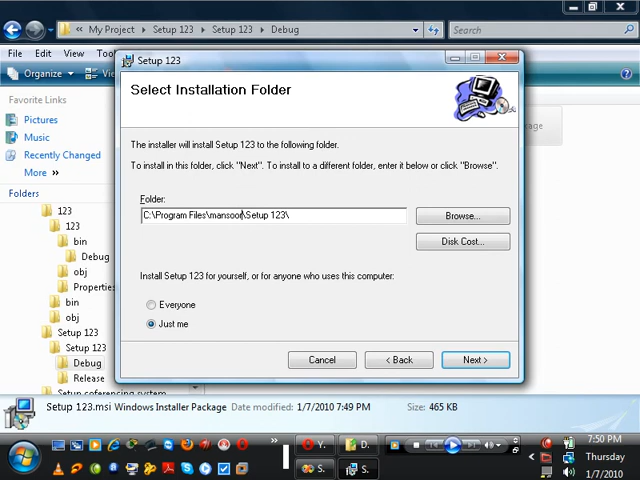 My Project > Setup 123 > Debug
Search
File Edit View
Organize
Favorite Links
Pictures
Music
Recently Changed
More »
Folders
123
123
bin
Debug
obj
Properties
bin
obj
Setup 123
Setup 123
Debug
Release
Setup coferencing system
Setup 123
Select Installation Folder
The installer will install Setup 123 to the following folder.
To install in this folder, click "Next". To install to a different folder, enter it below or click "Browse".
Folder:
C:\Program Files\mansoor\Setup 123\
Browse...
Disk Cost...
Install Setup 123 for yourself, or for anyone who uses this computer:
Everyone
Just me
Cancel
< Back
Next >
Setup 123.msi Windows Installer Package
Date modified: 1/7/2010 7:49 PM
Size: 465 KB
Y.
D.
S.
S.
7:50 PM
Thursday
1/7/2010